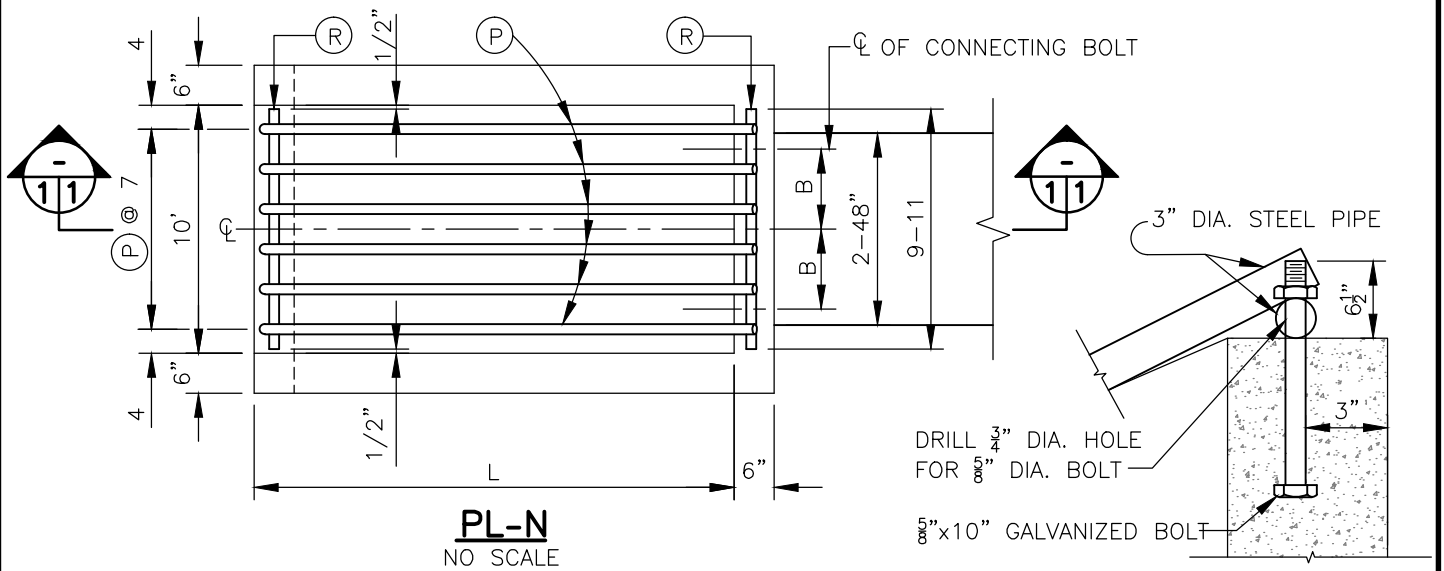 4
6"
R
1/2"
P
R
℄ OF CONNECTING BOLT
-
1 1
P @ 7
10'
℄
B
B
2-48"
9-11
-
1 1
3" DIA. STEEL PIPE
6 1/2"
3"
4
6"
1/2"
L
6"
DRILL 3/4" DIA. HOLE
FOR 5/8" DIA. BOLT
5/8"x10" GALVANIZED BOLT
PL-N
NO SCALE